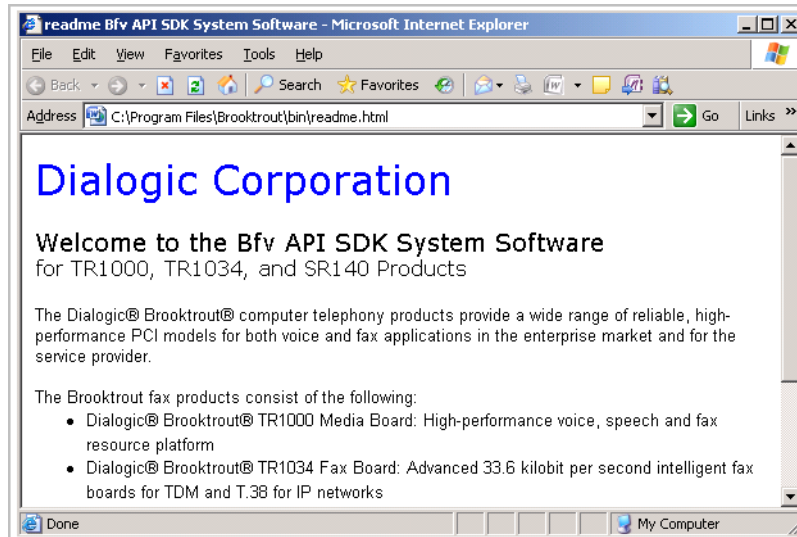 readme Bfv API SDK System Software - Microsoft Internet Explorer
File Edit View Favorites Tools Help
Back Search Favorites
Address C:\Program Files\Brooktrout\bin\readme.html Go Links »
Dialogic Corporation
Welcome to the Bfv API SDK System Software
for TR1000, TR1034, and SR140 Products
The Dialogic® Brooktrout® computer telephony products provide a wide range of reliable, high-
performance PCI models for both voice and fax applications in the enterprise market and for the
service provider.
The Brooktrout fax products consist of the following:
• Dialogic® Brooktrout® TR1000 Media Board: High-performance voice, speech and fax
resource platform
• Dialogic® Brooktrout® TR1034 Fax Board: Advanced 33.6 kilobit per second intelligent fax
boards for TDM and T.38 for IP networks
Done My Computer